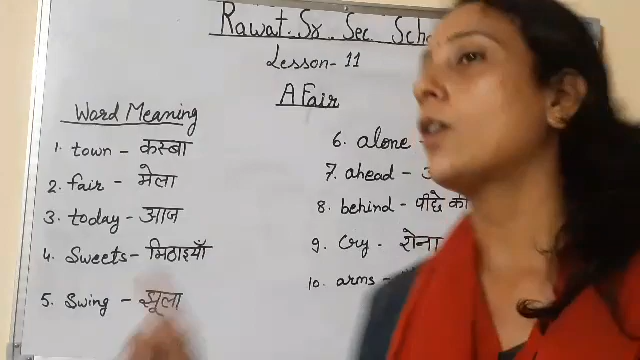 Rawat. Sr. Sec Sch
Lesson-11
A Fair
Word Meaning
1. town - कस्बा
2. fair - मेला
3. today - आज
4. Sweets - मिठाइयाँ
5. Swing - झूला
6. alone
7. ahead -
8. behind - पीछे की
9. Cry - रोना
10. arms -